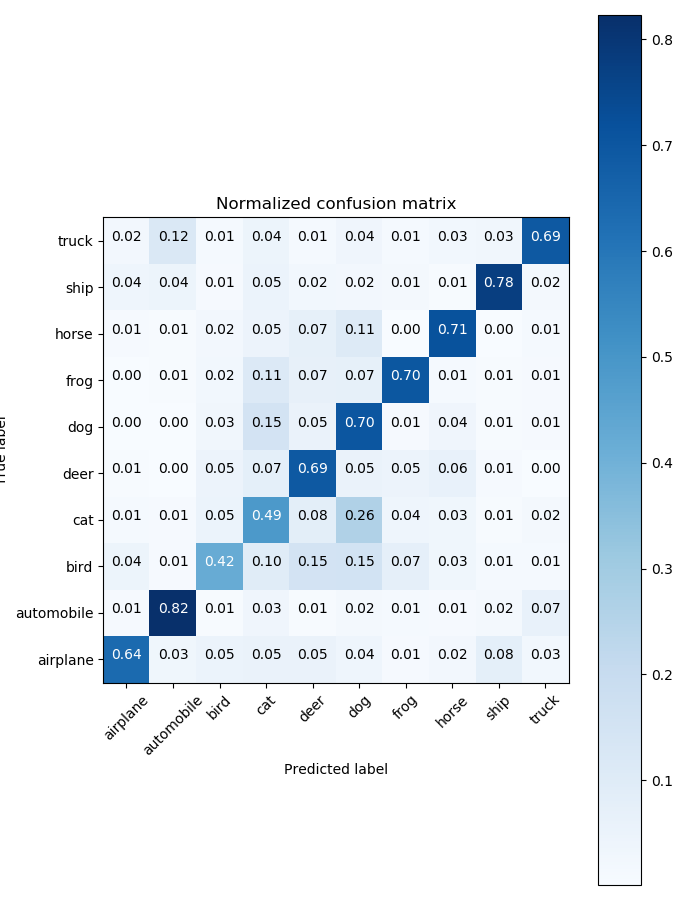 Normalized confusion matrix
truck 0.02 0.12 0.01 0.04 0.01 0.04 0.01 0.03 0.03 0.69
ship 0.04 0.04 0.01 0.05 0.02 0.02 0.01 0.01 0.78 0.02
horse 0.01 0.01 0.02 0.05 0.07 0.11 0.00 0.71 0.00 0.01
frog 0.00 0.01 0.02 0.11 0.07 0.07 0.70 0.01 0.01 0.01
dog 0.00 0.00 0.03 0.15 0.05 0.70 0.01 0.04 0.01 0.01
deer 0.01 0.00 0.05 0.07 0.69 0.05 0.05 0.06 0.01 0.00
cat 0.01 0.01 0.05 0.49 0.08 0.26 0.04 0.03 0.01 0.02
bird 0.04 0.01 0.42 0.10 0.15 0.15 0.07 0.03 0.01 0.01
automobile 0.01 0.82 0.01 0.03 0.01 0.02 0.01 0.01 0.02 0.07
airplane 0.64 0.03 0.05 0.05 0.05 0.04 0.01 0.02 0.08 0.03
airplane automobile bird cat deer dog frog horse ship truck
Predicted label
True label
0.8
0.7
0.6
0.5
0.4
0.3
0.2
0.1